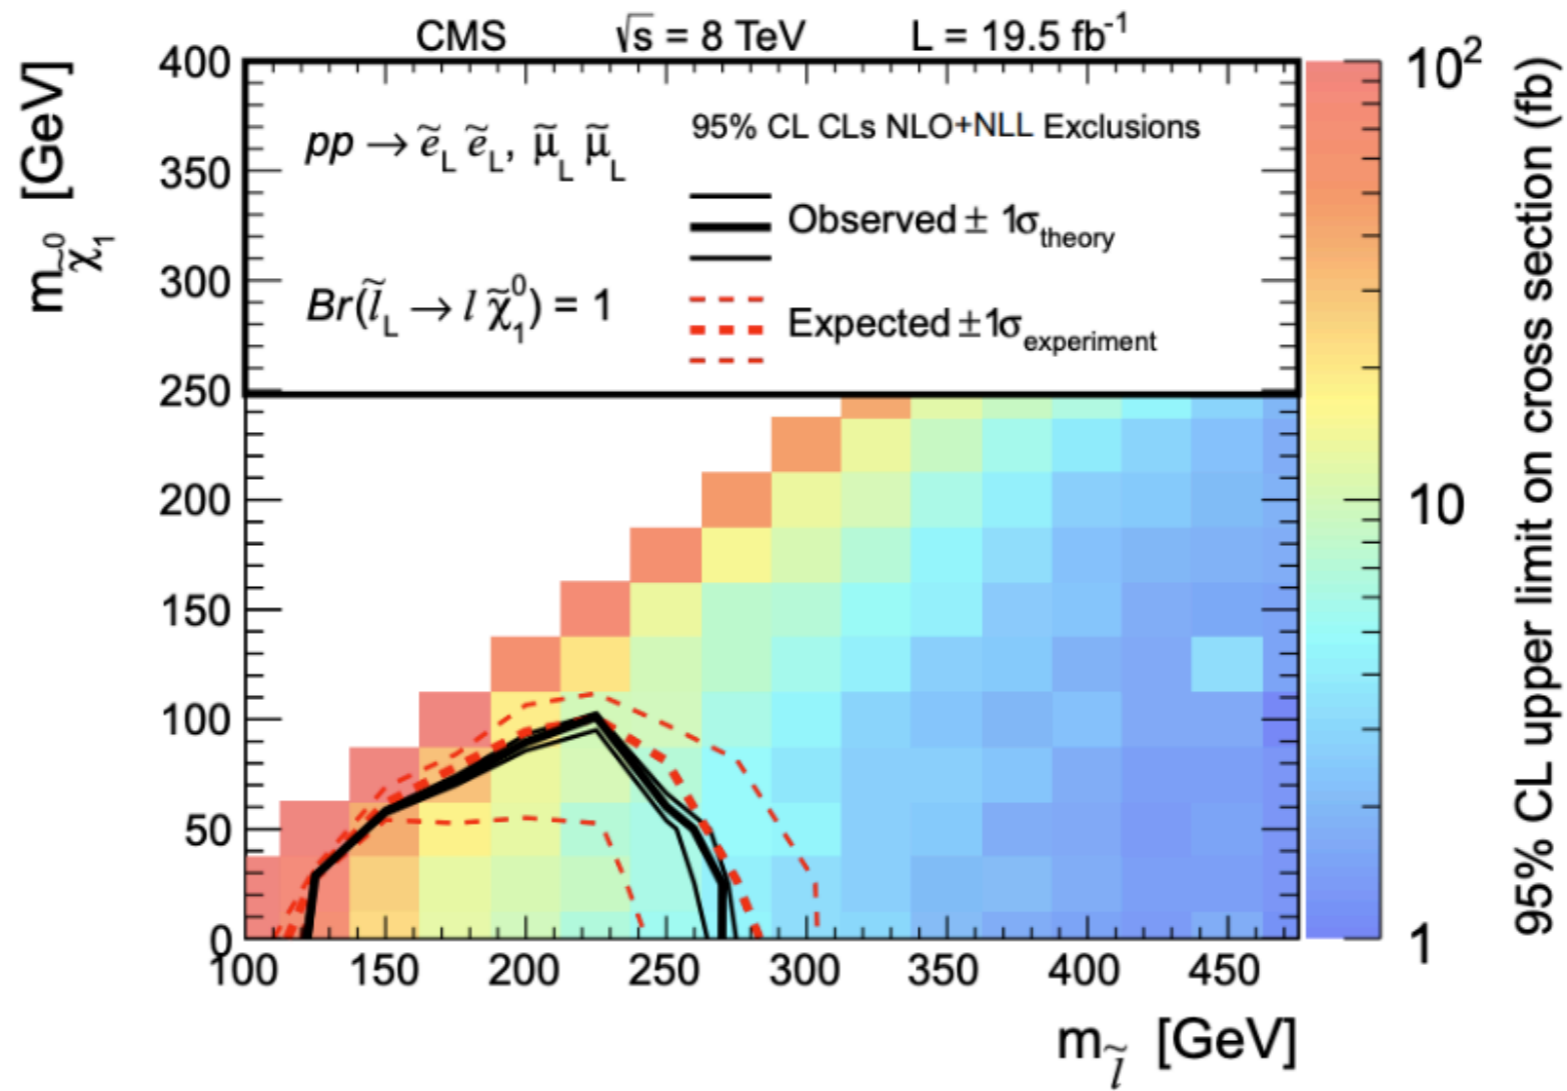 CMS √s = 8 TeV L = 19.5 fb⁻¹
m_χ̃₁⁰ [GeV]
400
350
300
250
200
150
100
50
0
pp → ẽ_L ẽ_L, μ̃_L μ̃_L
Br(l̃_L → l χ̃₁⁰) = 1
95% CL CLs NLO+NLL Exclusions
Observed ± 1σ_theory
Expected ±1σ_experiment
100 150 200 250 300 350 400 450
m_l̃ [GeV]
10²
10
1
95% CL upper limit on cross section (fb)